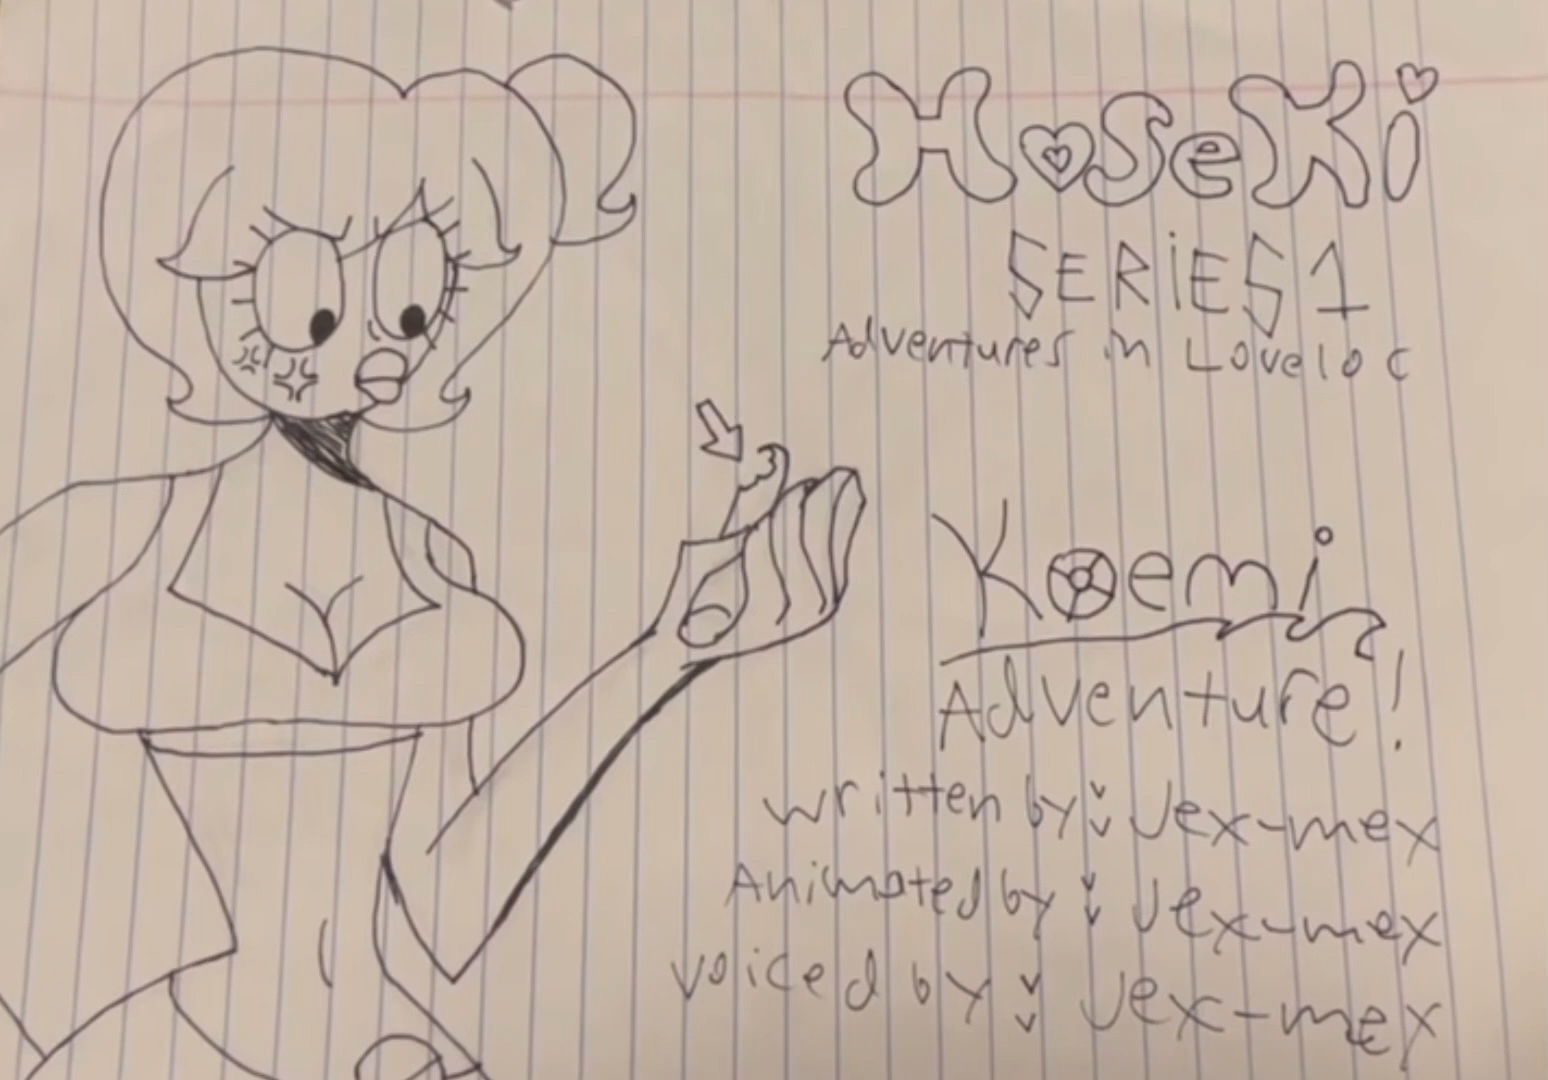 HoSeKi
SERiES 1
Adventures in Loveloc
Koemi
Adventure!
written by: Jex-mex
Animated by: Jex-mex
voiced by: Jex-mex